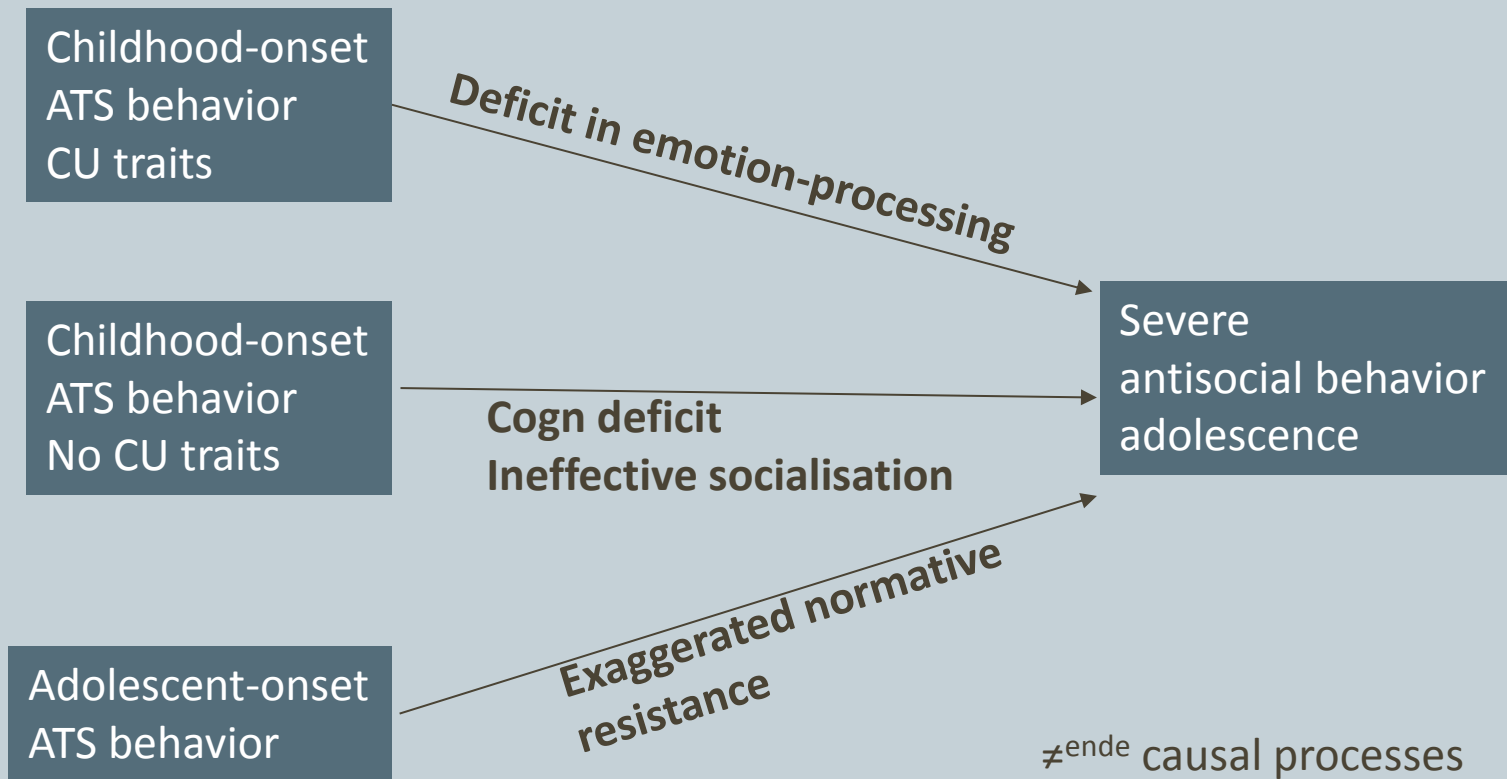 Childhood-onset
ATS behavior
CU traits
Deficit in emotion-processing
Childhood-onset
ATS behavior
No CU traits
Cogn deficit
Ineffective socialisation
Severe
antisocial behavior
adolescence
Adolescent-onset
ATS behavior
Exaggerated normative
resistance
≠ᵉⁿᵈᵉ causal processes